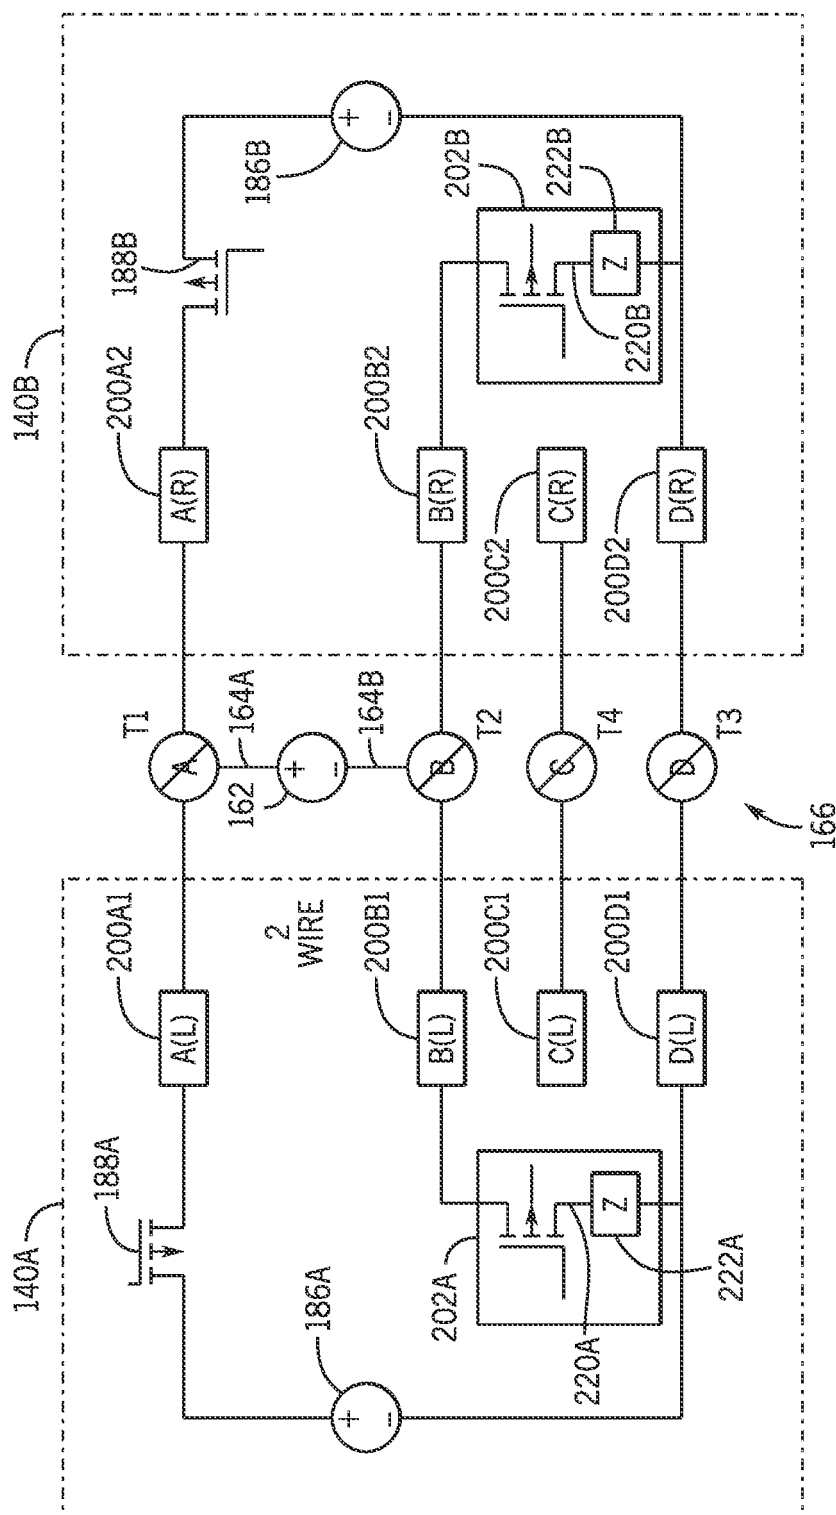 140A
140B
188A
200A1
T1
200A2
188B
A(L)
A
A(R)
162
164A
186B
2
WIRE
+
-
186A
+
-
+
-
200B1
164B
200B2
B(L)
B
B(R)
202A
202B
T2
200C1
200C2
C(L)
C
C(R)
222B
220A
T4
Z
Z
200D1
200D2
220B
D(L)
D
D(R)
T3
222A
166